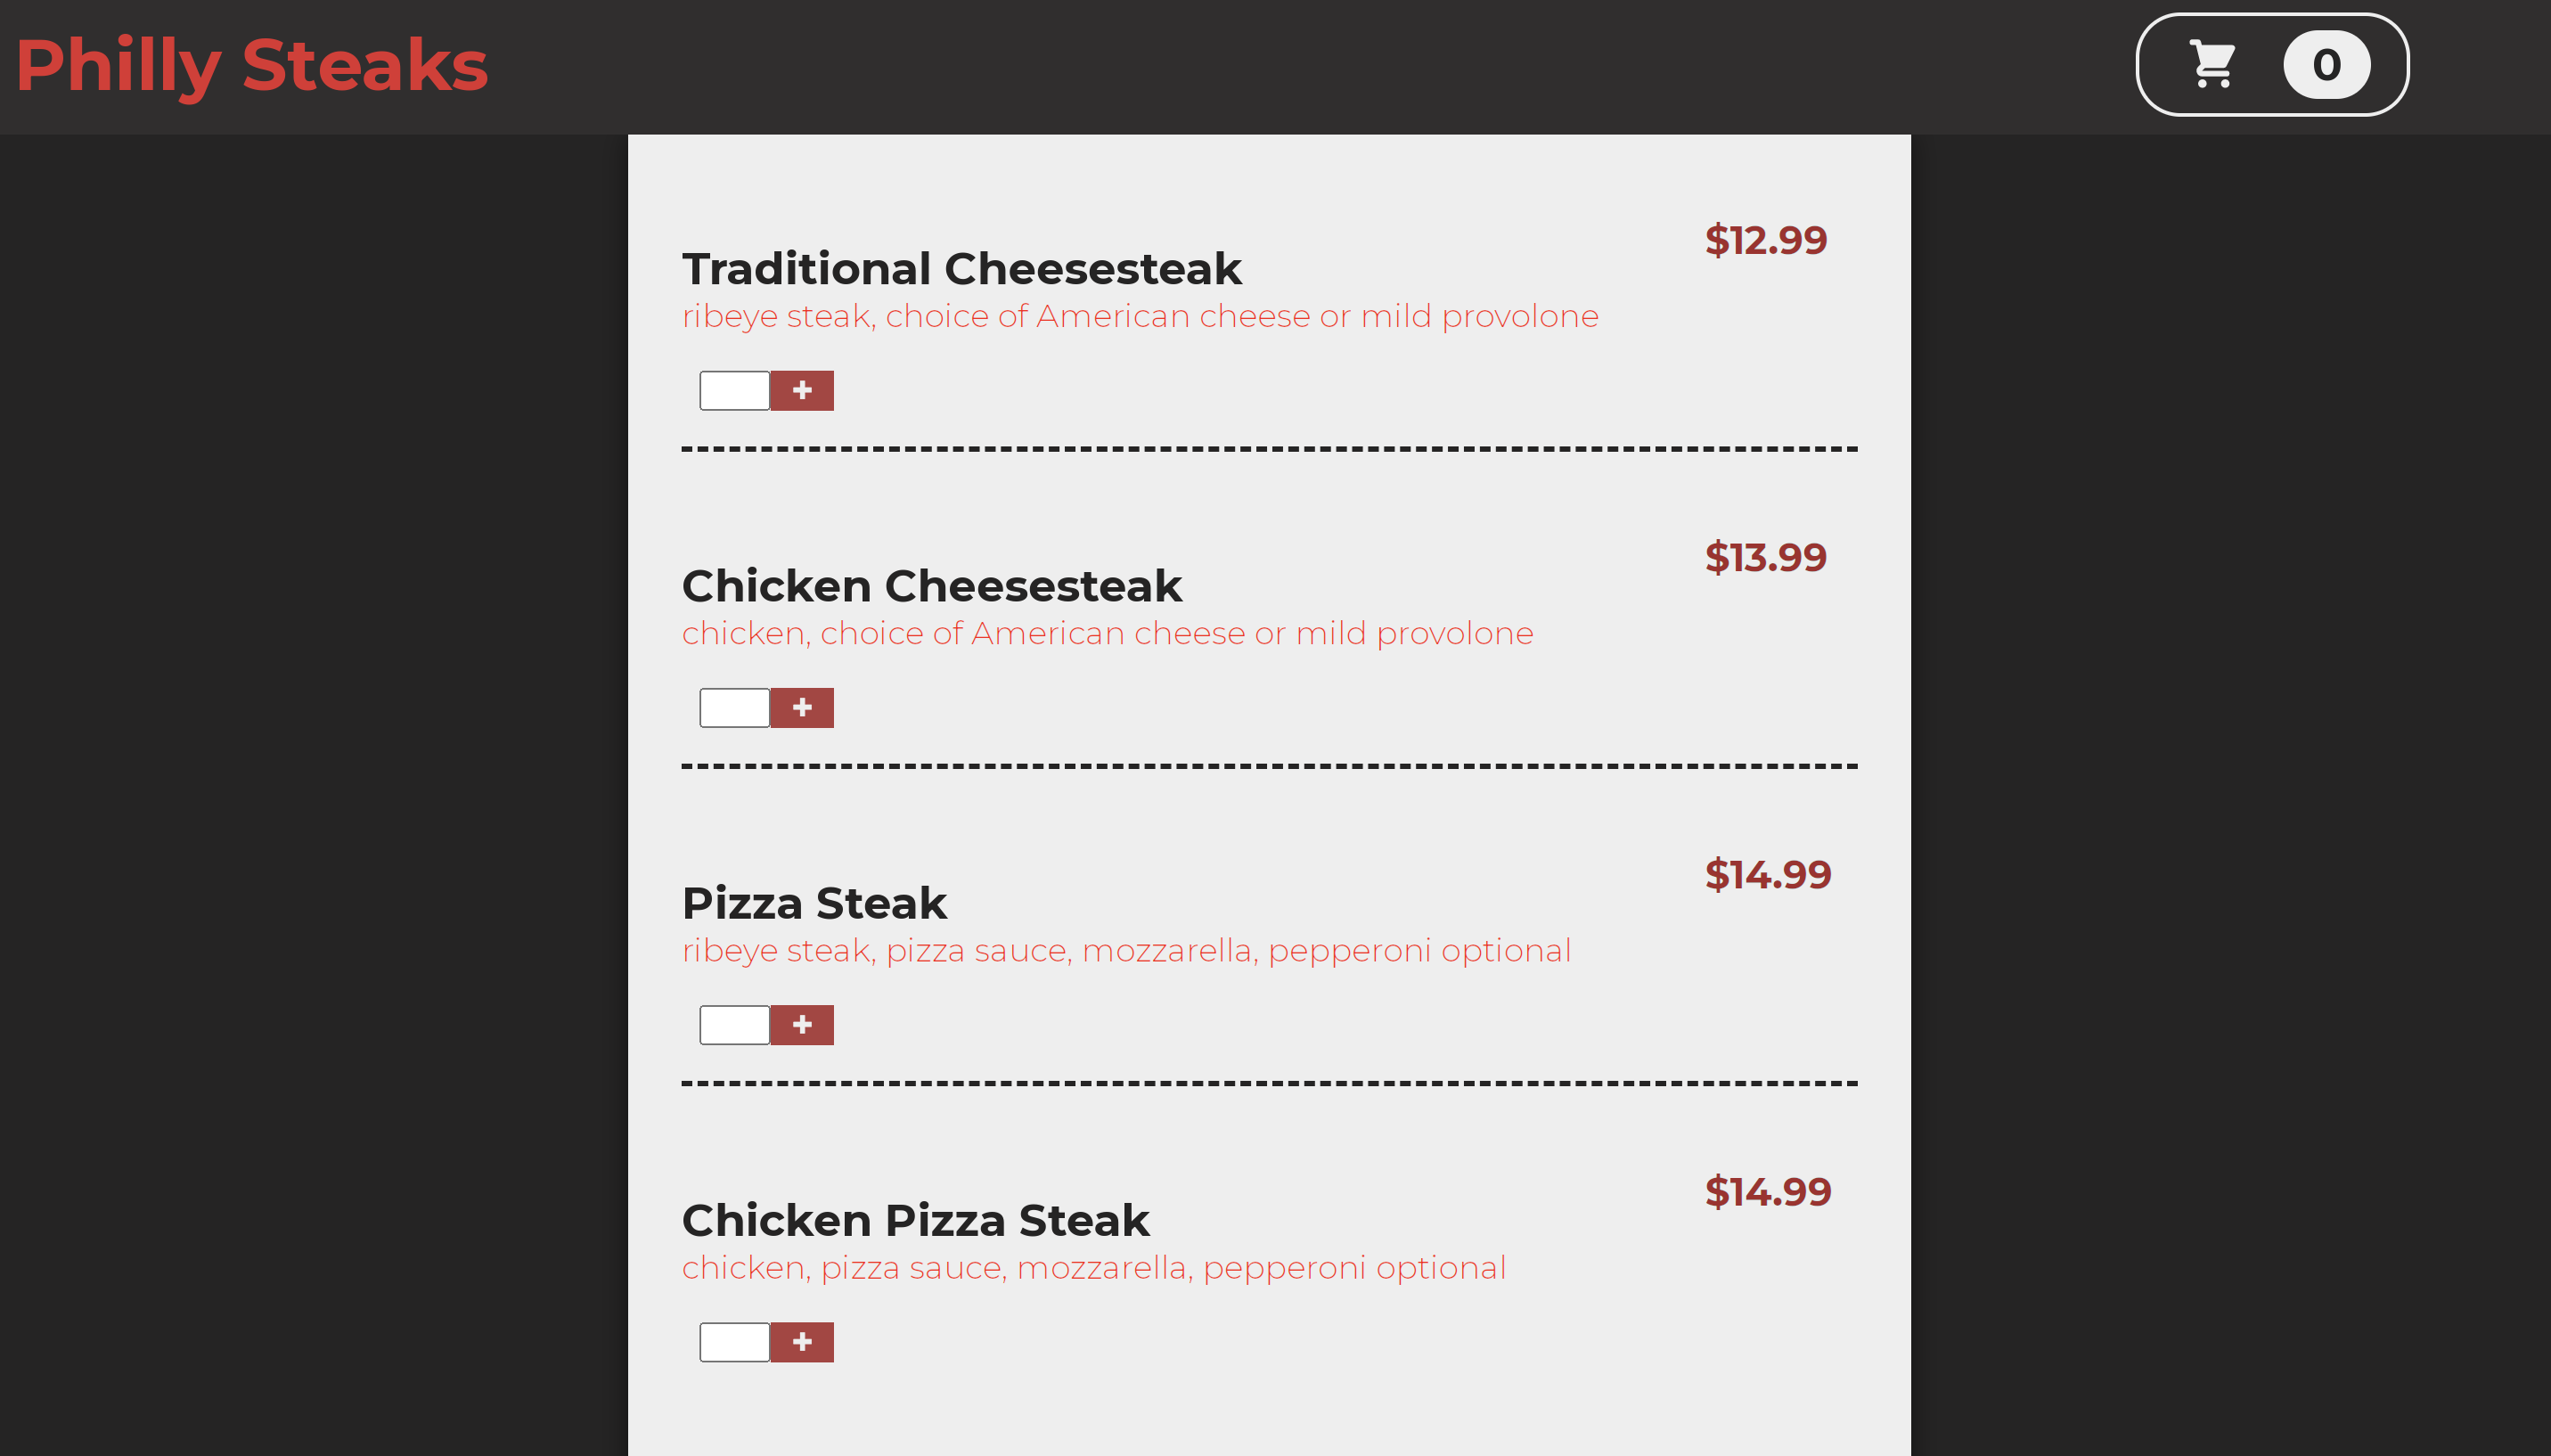 Philly Steaks
0
Traditional Cheesesteak
$12.99
ribeye steak, choice of American cheese or mild provolone
+
Chicken Cheesesteak
$13.99
chicken, choice of American cheese or mild provolone
+
Pizza Steak
$14.99
ribeye steak, pizza sauce, mozzarella, pepperoni optional
+
Chicken Pizza Steak
$14.99
chicken, pizza sauce, mozzarella, pepperoni optional
+